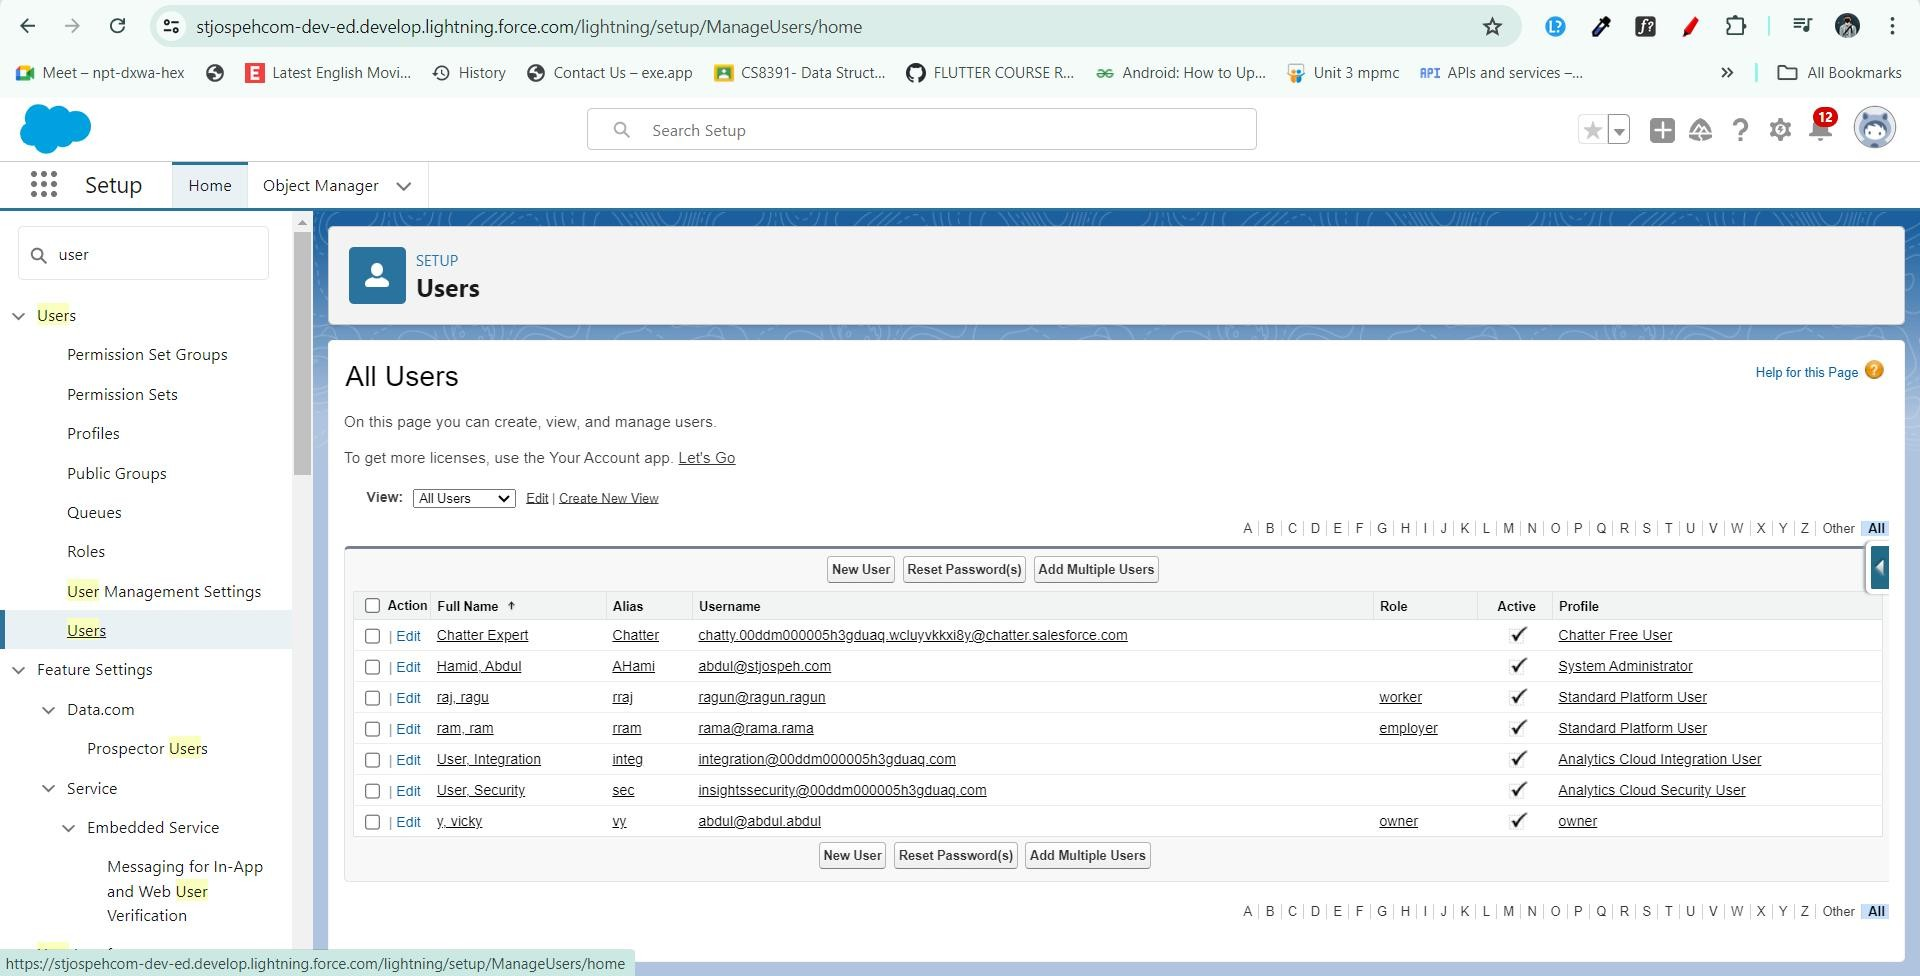 stjospehcom-dev-ed.develop.lightning.force.com/lightning/setup/ManageUsers/home
Meet – npt-dxwa-hex
Latest English Movi...
History
Contact Us – exe.app
CS8391- Data Struct...
FLUTTER COURSE R...
Android: How to Up...
Unit 3 mpmc
API APIs and services –...
All Bookmarks
Search Setup
12
Setup
Home
Object Manager
user
Users
Permission Set Groups
Permission Sets
Profiles
Public Groups
Queues
Roles
User Management Settings
Users
Feature Settings
Data.com
Prospector Users
Service
Embedded Service
Messaging for In-App
and Web User
Verification
SETUP
Users
All Users
Help for this Page ?
On this page you can create, view, and manage users.
To get more licenses, use the Your Account app. Let's Go
View: All Users Edit | Create New View
A | B | C | D | E | F | G | H | I | J | K | L | M | N | O | P | Q | R | S | T | U | V | W | X | Y | Z | Other All
New User Reset Password(s) Add Multiple Users
Action Full Name ↑ Alias Username Role Active Profile
| Edit Chatter Expert Chatter chatty.00ddm000005h3gduaq.wcluyvkkxi8y@chatter.salesforce.com Chatter Free User
| Edit Hamid, Abdul AHami abdul@stjospeh.com System Administrator
| Edit raj, ragu rraj ragun@ragun.ragun worker Standard Platform User
| Edit ram, ram rram rama@rama.rama employer Standard Platform User
| Edit User, Integration integ integration@00ddm000005h3gduaq.com Analytics Cloud Integration User
| Edit User, Security sec insightssecurity@00ddm000005h3gduaq.com Analytics Cloud Security User
| Edit y, vicky vy abdul@abdul.abdul owner owner
New User Reset Password(s) Add Multiple Users
A | B | C | D | E | F | G | H | I | J | K | L | M | N | O | P | Q | R | S | T | U | V | W | X | Y | Z | Other All
https://stjospehcom-dev-ed.develop.lightning.force.com/lightning/setup/ManageUsers/home